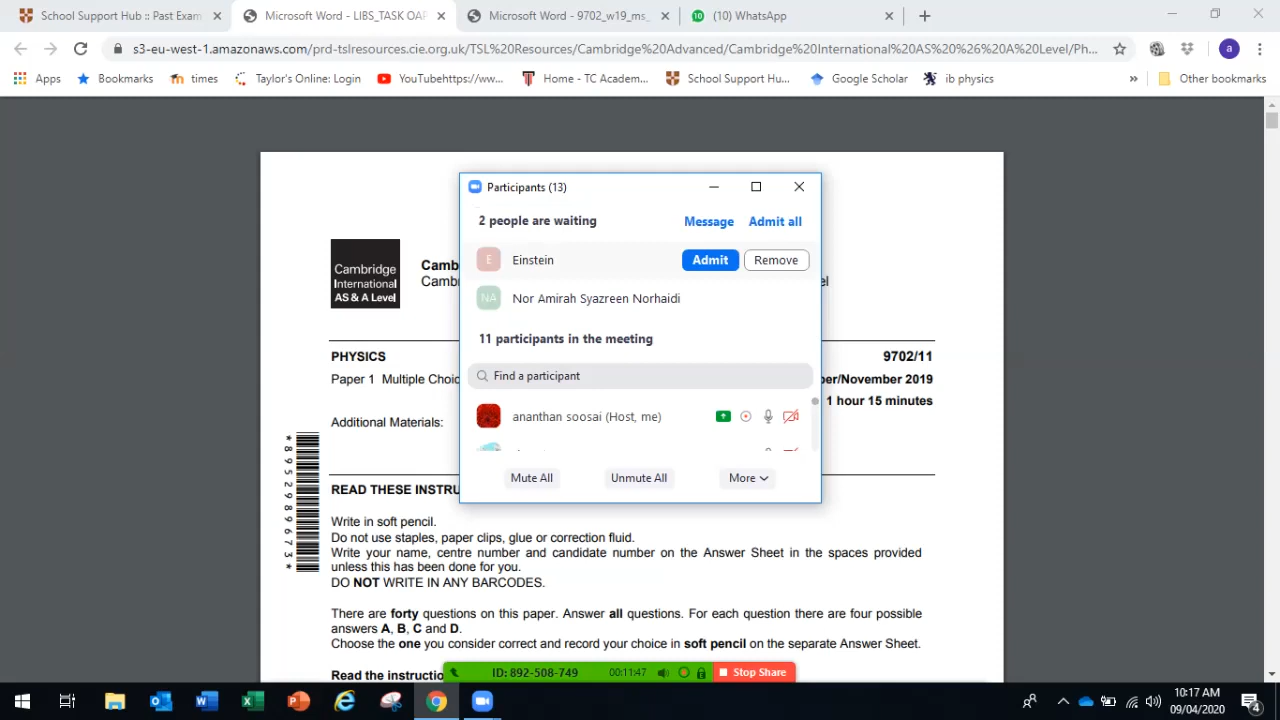 School Support Hub :: Past Exam
Microsoft Word - LIBS_TASK OAP
Microsoft Word - 9702_w19_ms_
(10) WhatsApp
s3-eu-west-1.amazonaws.com/prd-tslresources.cie.org.uk/TSL%20Resources/Cambridge%20Advanced/Cambridge%20International%20AS%20%26%20A%20Level/Ph...
a
Apps
Bookmarks
times
Taylor's Online: Login
YouTubehttps://ww...
Home - TC Academ...
School Support Hu...
Google Scholar
ib physics
»
Other bookmarks
Participants (13)
2 people are waiting
Message
Admit all
E
Einstein
Admit
Remove
NA
Nor Amirah Syazreen Norhaidi
11 participants in the meeting
Find a participant
ananthan soosai (Host, me)
Mute All
Unmute All
More
Cambridge
International
AS & A Level
Camb
Camb
el
PHYSICS
9702/11
Paper 1 Multiple Choic
ber/November 2019
1 hour 15 minutes
Additional Materials:
*8952989673*
READ THESE INSTRU
Write in soft pencil.
Do not use staples, paper clips, glue or correction fluid.
Write your name, centre number and candidate number on the Answer Sheet in the spaces provided
unless this has been done for you.
DO NOT WRITE IN ANY BARCODES.
There are forty questions on this paper. Answer all questions. For each question there are four possible
answers A, B, C and D.
Choose the one you consider correct and record your choice in soft pencil on the separate Answer Sheet.
Read the instructio
ID: 892-508-749
00:11:47
Stop Share
10:17 AM
09/04/2020
4